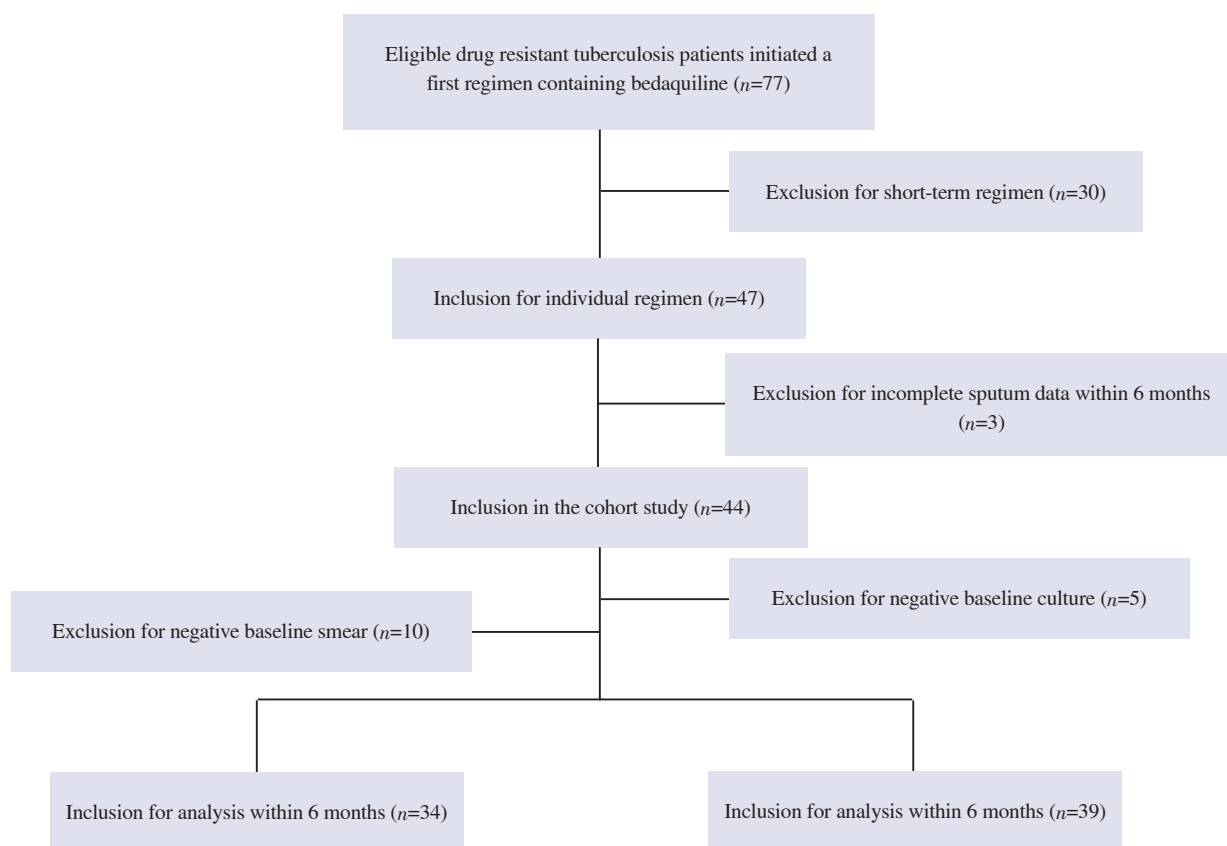 Eligible drug resistant tuberculosis patients initiated a
first regimen containing bedaquiline (n=77)
Exclusion for short-term regimen (n=30)
Inclusion for individual regimen (n=47)
Exclusion for incomplete sputum data within 6 months
(n=3)
Inclusion in the cohort study (n=44)
Exclusion for negative baseline culture (n=5)
Exclusion for negative baseline smear (n=10)
Inclusion for analysis within 6 months (n=34)
Inclusion for analysis within 6 months (n=39)